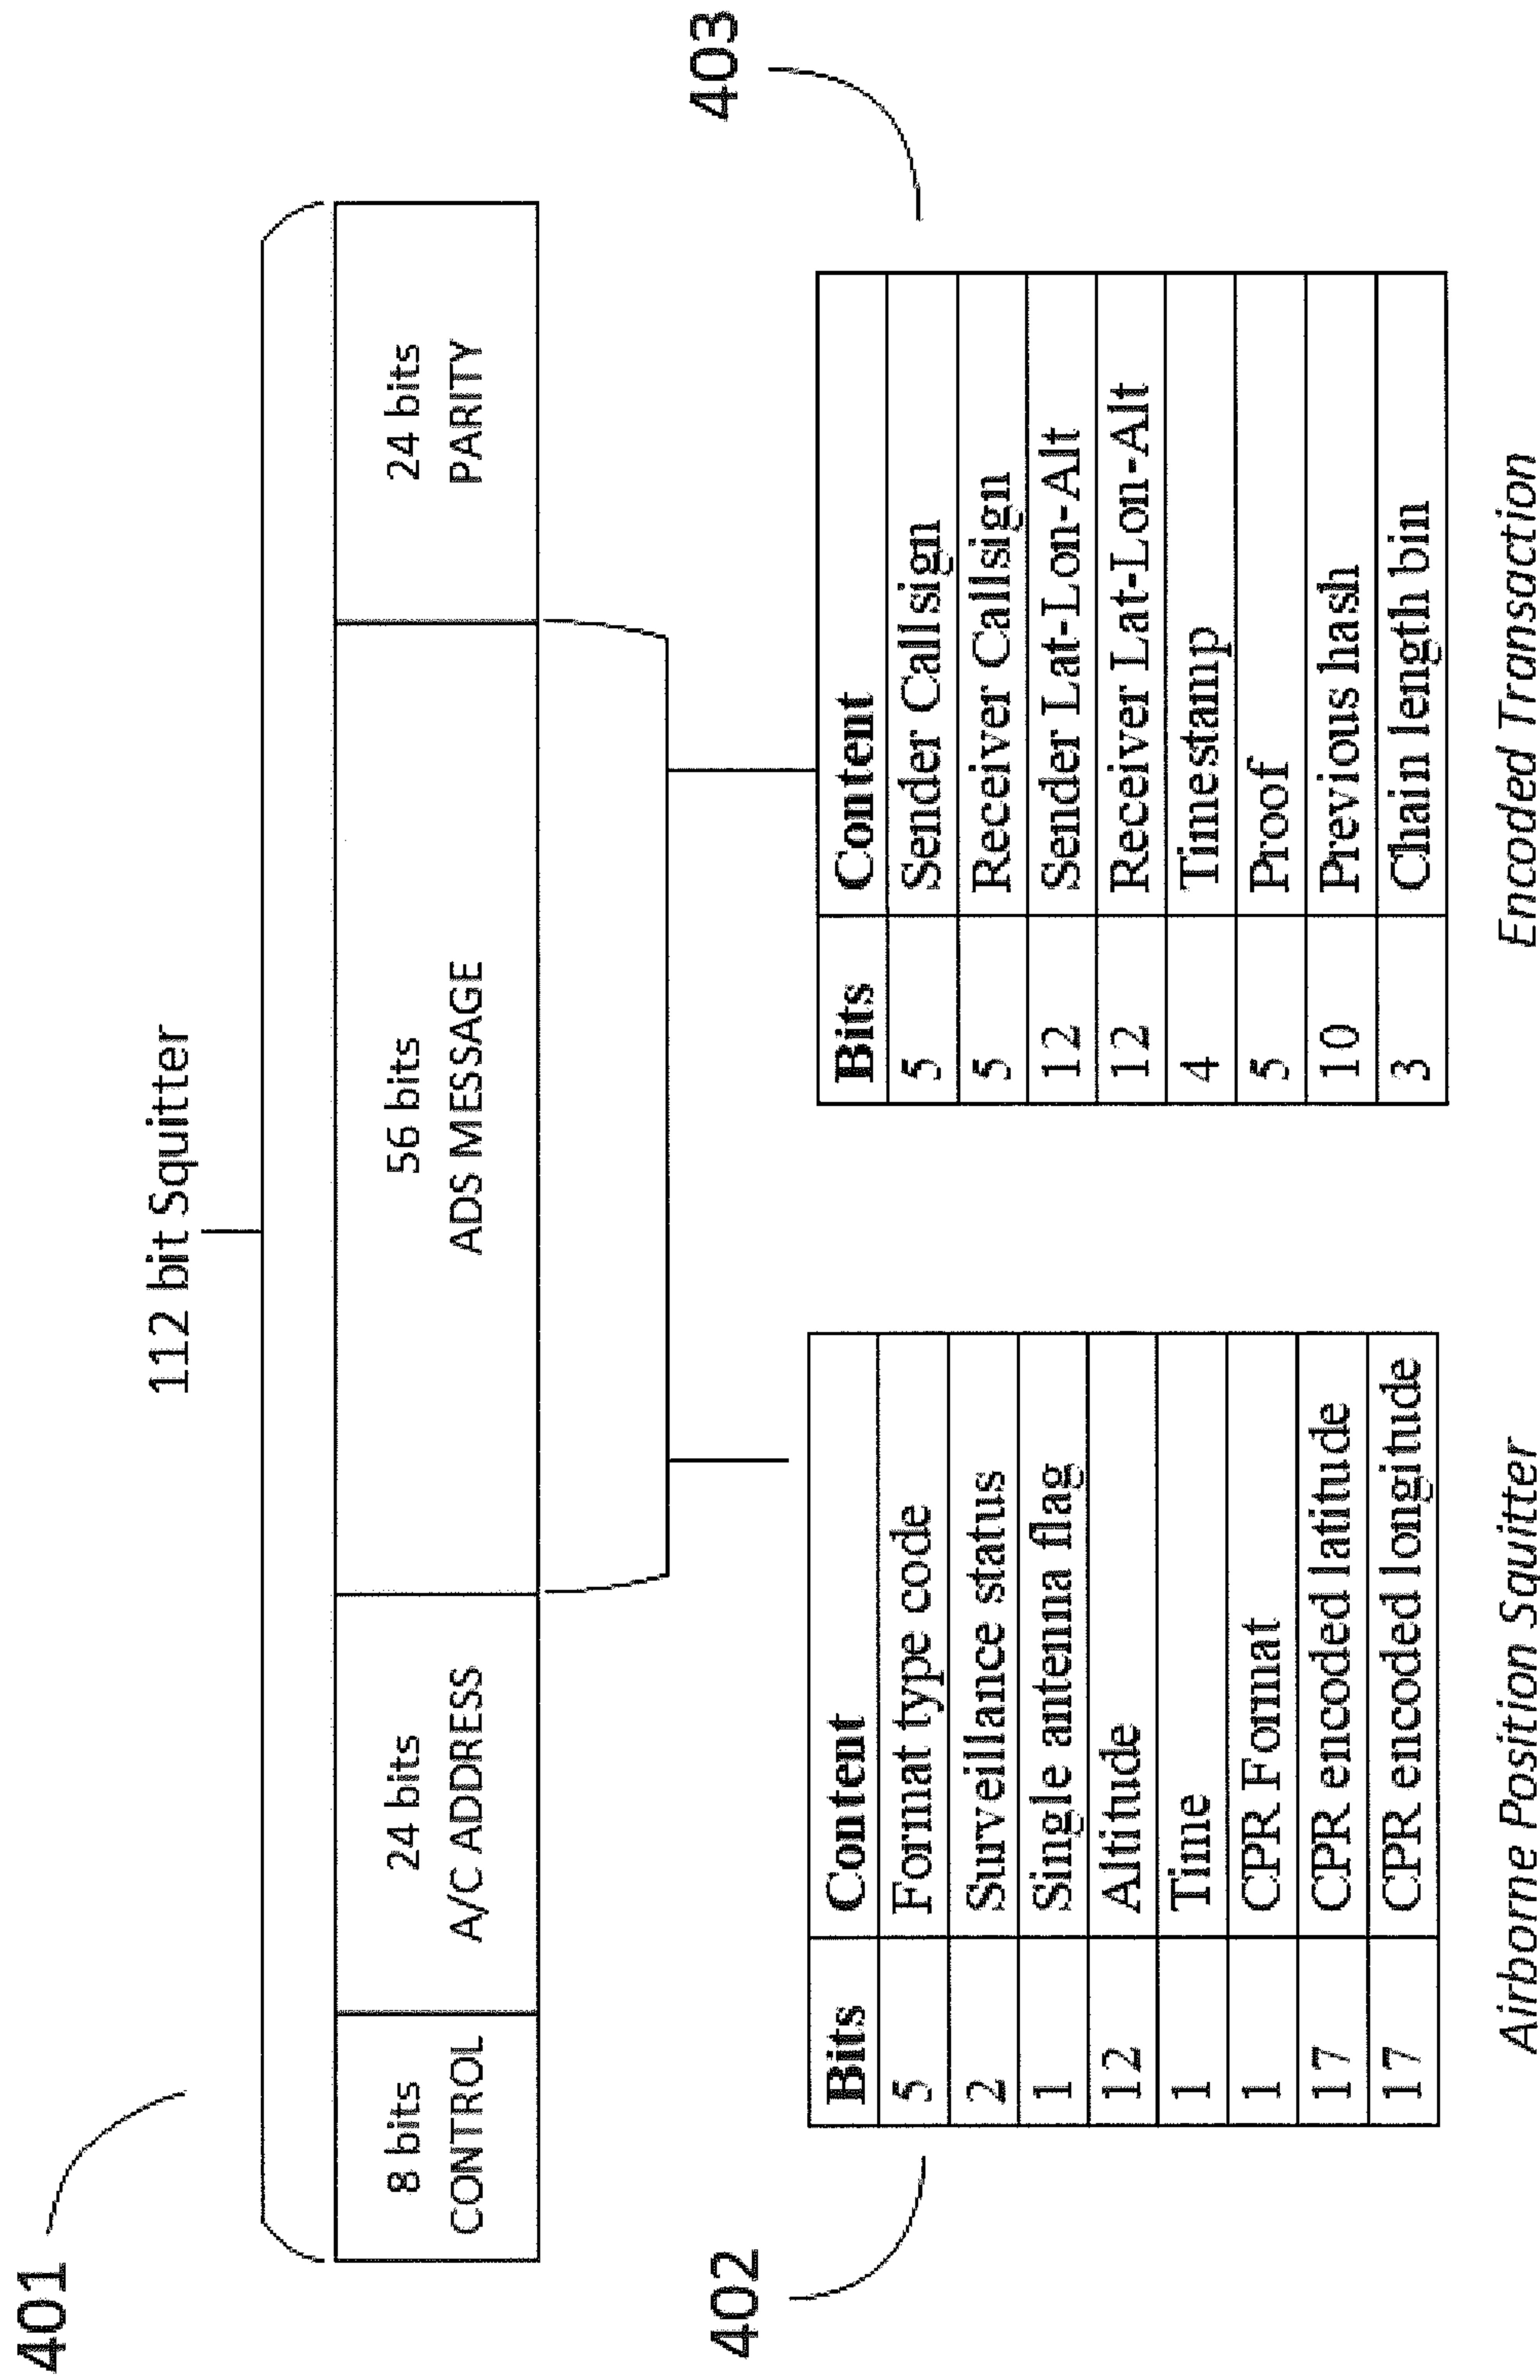 401
112 bit Squitter
8 bits
CONTROL
24 bits
A/C ADDRESS
56 bits
ADS MESSAGE
24 bits
PARITY
402
Bits Content
5 Format type code
2 Surveillance status
1 Single antenna flag
12 Altitude
1 Time
1 CPR Format
17 CPR encoded latitude
17 CPR encoded longitude
Airborne Position Squitter
403
Bits Content
5 Sender Callsign
5 Receiver Callsign
12 Sender Lat-Lon-Alt
12 Receiver Lat-Lon-Alt
4 Timestamp
5 Proof
10 Previous hash
3 Chain length bin
Encoded Transaction